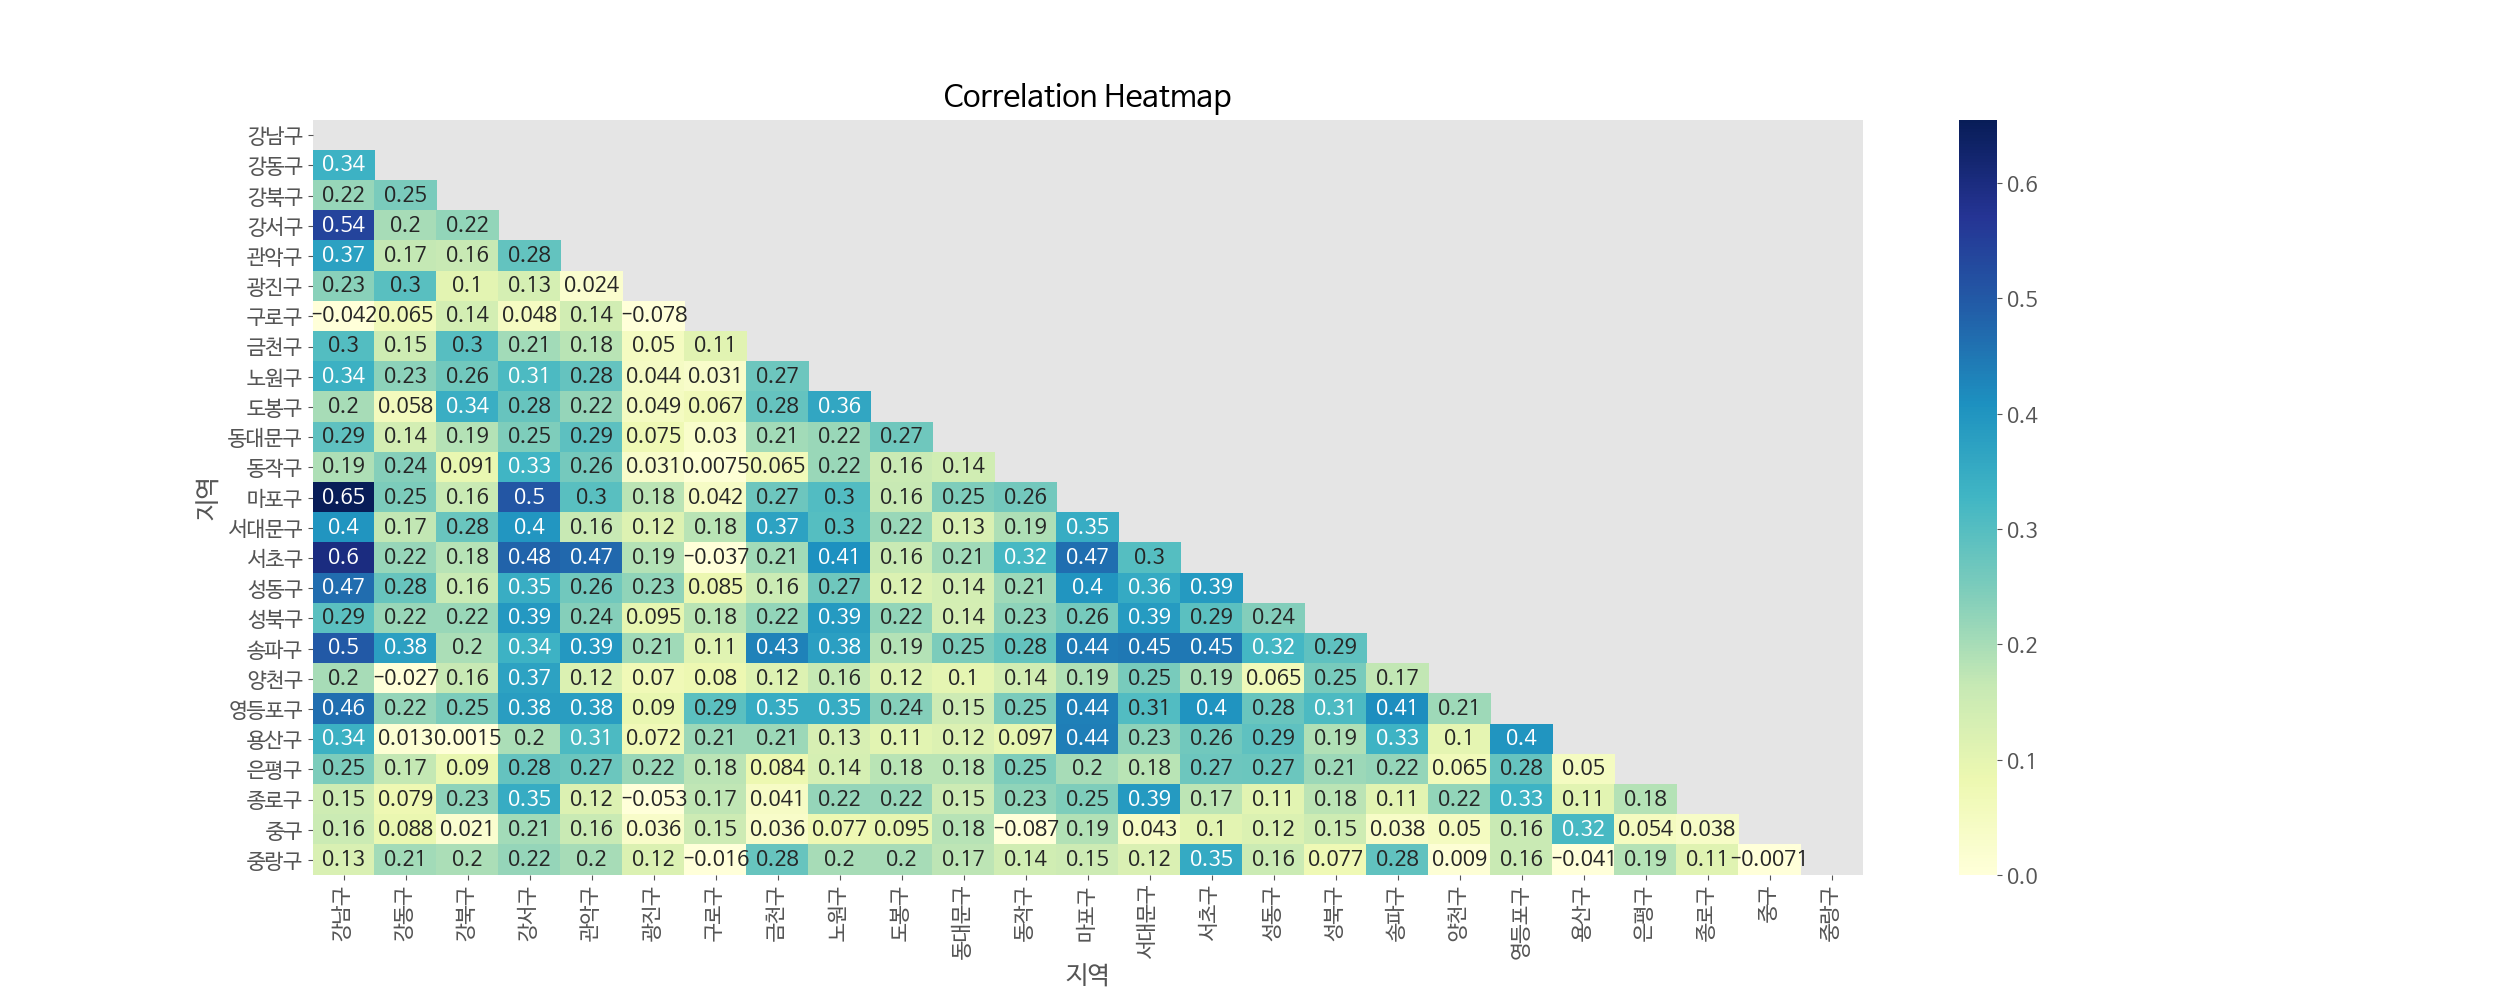 Correlation Heatmap
강남구
강동구 0.34
강북구 0.22 0.25
강서구 0.54 0.2 0.22
관악구 0.37 0.17 0.16 0.28
광진구 0.23 0.3 0.1 0.13 0.024
구로구 −0.042 0.065 0.14 0.048 0.14 −0.078
금천구 0.3 0.15 0.3 0.21 0.18 0.05 0.11
노원구 0.34 0.23 0.26 0.31 0.28 0.044 0.031 0.27
도봉구 0.2 0.058 0.34 0.28 0.22 0.049 0.067 0.28 0.36
동대문구 0.29 0.14 0.19 0.25 0.29 0.075 0.03 0.21 0.22 0.27
동작구 0.19 0.24 0.091 0.33 0.26 0.031 0.0075 0.065 0.22 0.16 0.14
마포구 0.65 0.25 0.16 0.5 0.3 0.18 0.042 0.27 0.3 0.16 0.25 0.26
서대문구 0.4 0.17 0.28 0.4 0.16 0.12 0.18 0.37 0.3 0.22 0.13 0.19 0.35
서초구 0.6 0.22 0.18 0.48 0.47 0.19 −0.037 0.21 0.41 0.16 0.21 0.32 0.47 0.3
성동구 0.47 0.28 0.16 0.35 0.26 0.23 0.085 0.16 0.27 0.12 0.14 0.21 0.4 0.36 0.39
성북구 0.29 0.22 0.22 0.39 0.24 0.095 0.18 0.22 0.39 0.22 0.14 0.23 0.26 0.39 0.29 0.24
송파구 0.5 0.38 0.2 0.34 0.39 0.21 0.11 0.43 0.38 0.19 0.25 0.28 0.44 0.45 0.45 0.32 0.29
양천구 0.2 −0.027 0.16 0.37 0.12 0.07 0.08 0.12 0.16 0.12 0.1 0.14 0.19 0.25 0.19 0.065 0.25 0.17
영등포구 0.46 0.22 0.25 0.38 0.38 0.09 0.29 0.35 0.35 0.24 0.15 0.25 0.44 0.31 0.4 0.28 0.31 0.41 0.21
용산구 0.34 0.013 0.0015 0.2 0.31 0.072 0.21 0.21 0.13 0.11 0.12 0.097 0.44 0.23 0.26 0.29 0.19 0.33 0.1 0.4
은평구 0.25 0.17 0.09 0.28 0.27 0.22 0.18 0.084 0.14 0.18 0.18 0.25 0.2 0.18 0.27 0.27 0.21 0.22 0.065 0.28 0.05
종로구 0.15 0.079 0.23 0.35 0.12 −0.053 0.17 0.041 0.22 0.22 0.15 0.23 0.25 0.39 0.17 0.11 0.18 0.11 0.22 0.33 0.11 0.18
중구 0.16 0.088 0.021 0.21 0.16 0.036 0.15 0.036 0.077 0.095 0.18 −0.087 0.19 0.043 0.1 0.12 0.15 0.038 0.05 0.16 0.32 0.054 0.038
중랑구 0.13 0.21 0.2 0.22 0.2 0.12 −0.016 0.28 0.2 0.2 0.17 0.14 0.15 0.12 0.35 0.16 0.077 0.28 0.009 0.16 −0.041 0.19 0.11 −0.0071
지역
강남구 강동구 강북구 강서구 관악구 광진구 구로구 금천구 노원구 도봉구 동대문구 동작구 마포구 서대문구 서초구 성동구 성북구 송파구 양천구 영등포구 용산구 은평구 종로구 중구 중랑구
지역
0.6
0.5
0.4
0.3
0.2
0.1
0.0